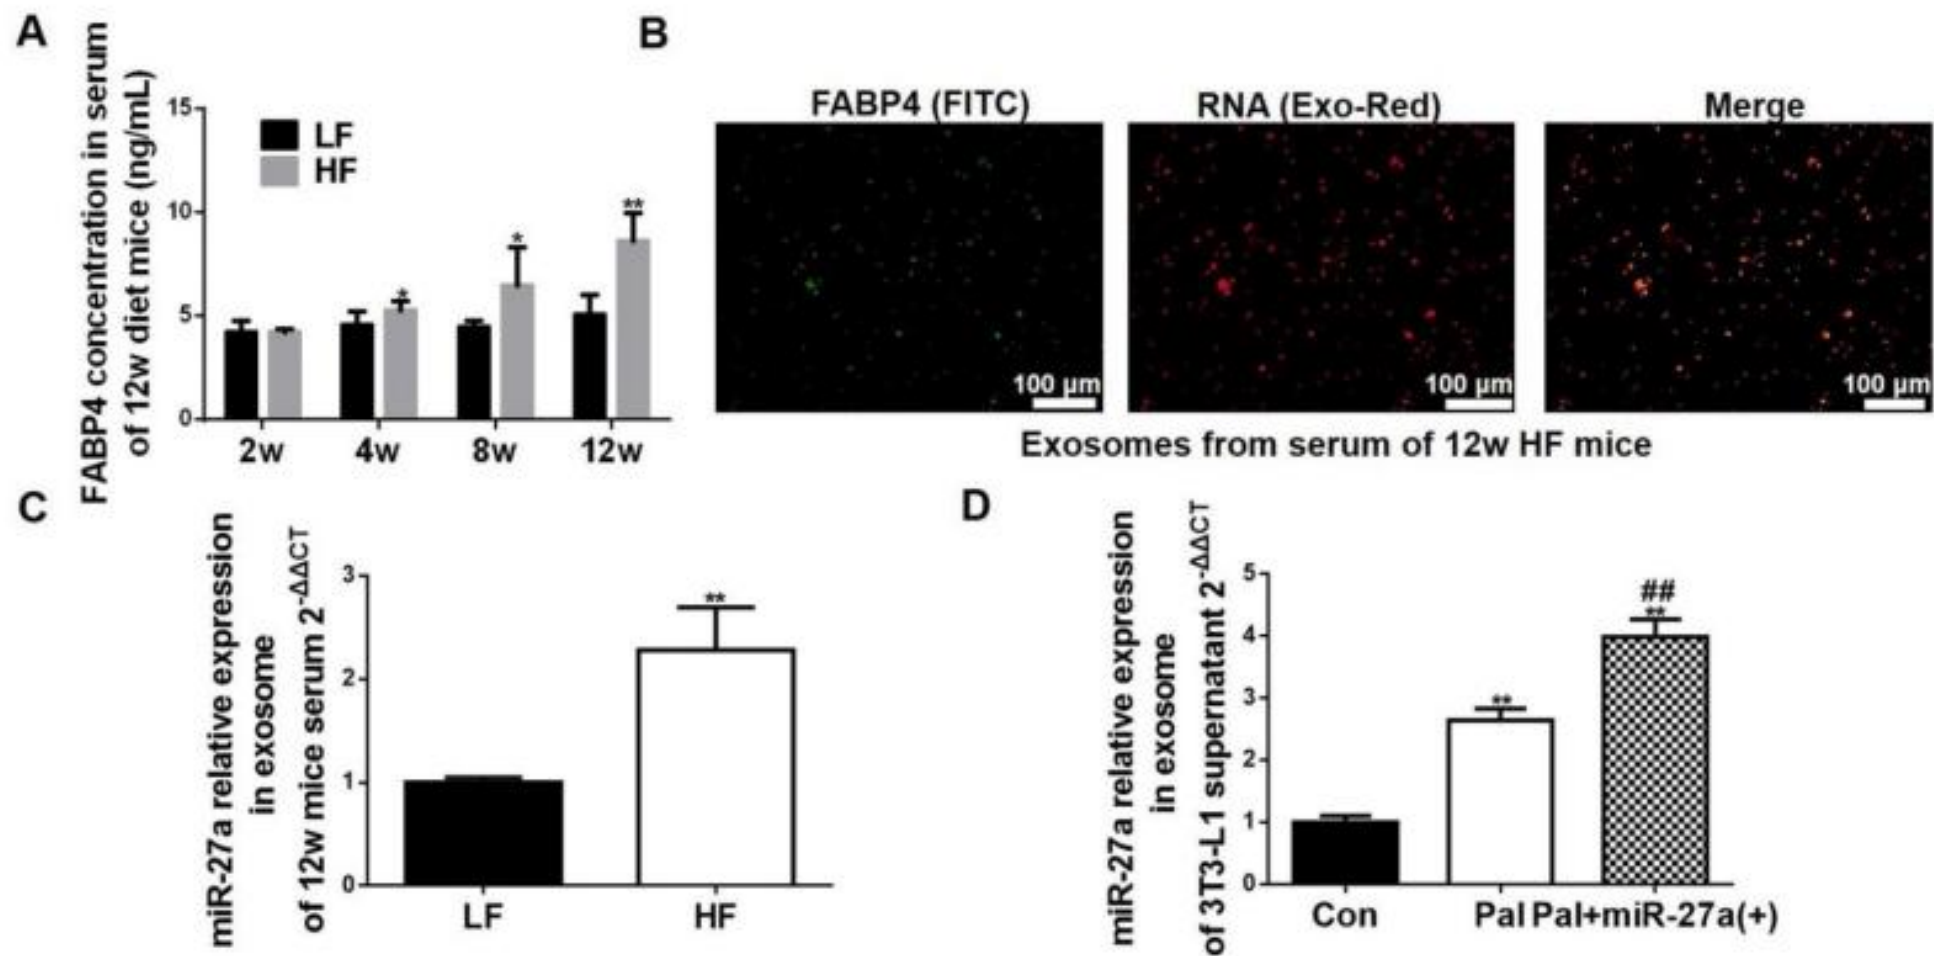 A
FABP4 concentration in serum
of 12w diet mice (ng/mL)
15
10
5
0
LF
HF
*
*
**
2w 4w 8w 12w
B
FABP4 (FITC) RNA (Exo-Red) Merge
100 μm 100 μm 100 μm
Exosomes from serum of 12w HF mice
C
miR-27a relative expression
in exosome
of 12w mice serum 2-ΔΔCT
3
2
1
0
**
LF HF
D
miR-27a relative expression
in exosome
of 3T3-L1 supernatant 2-ΔΔCT
5
4
3
2
1
0
**
##
**
Con Pal Pal+miR-27a(+)